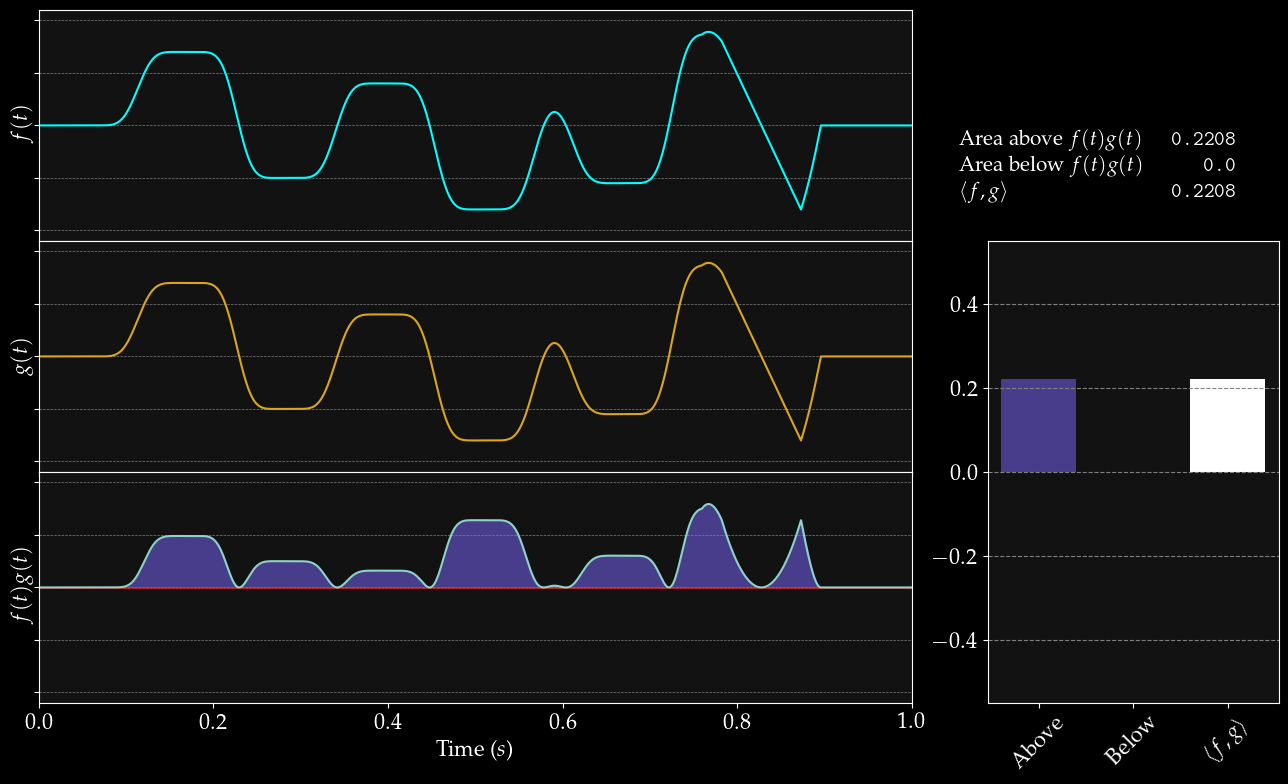 f(t)
g(t)
f(t)g(t)
0.0 0.2 0.4 0.6 0.8 1.0
Time (s)
Area above f(t)g(t) 0.2208
Area below f(t)g(t) 0.0
⟨f,g⟩ 0.2208
0.4
0.2
0.0
−0.2
−0.4
Above Below ⟨f,g⟩